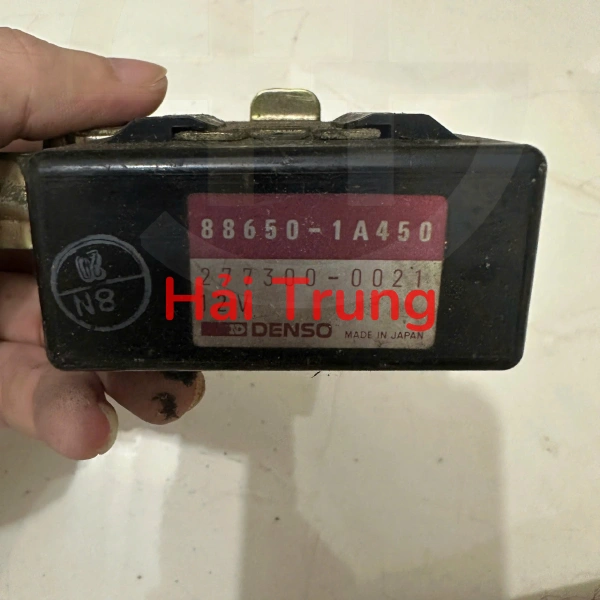 88650-1A450
277300-0021
Hải Trung
DENSO MADE IN JAPAN
N8